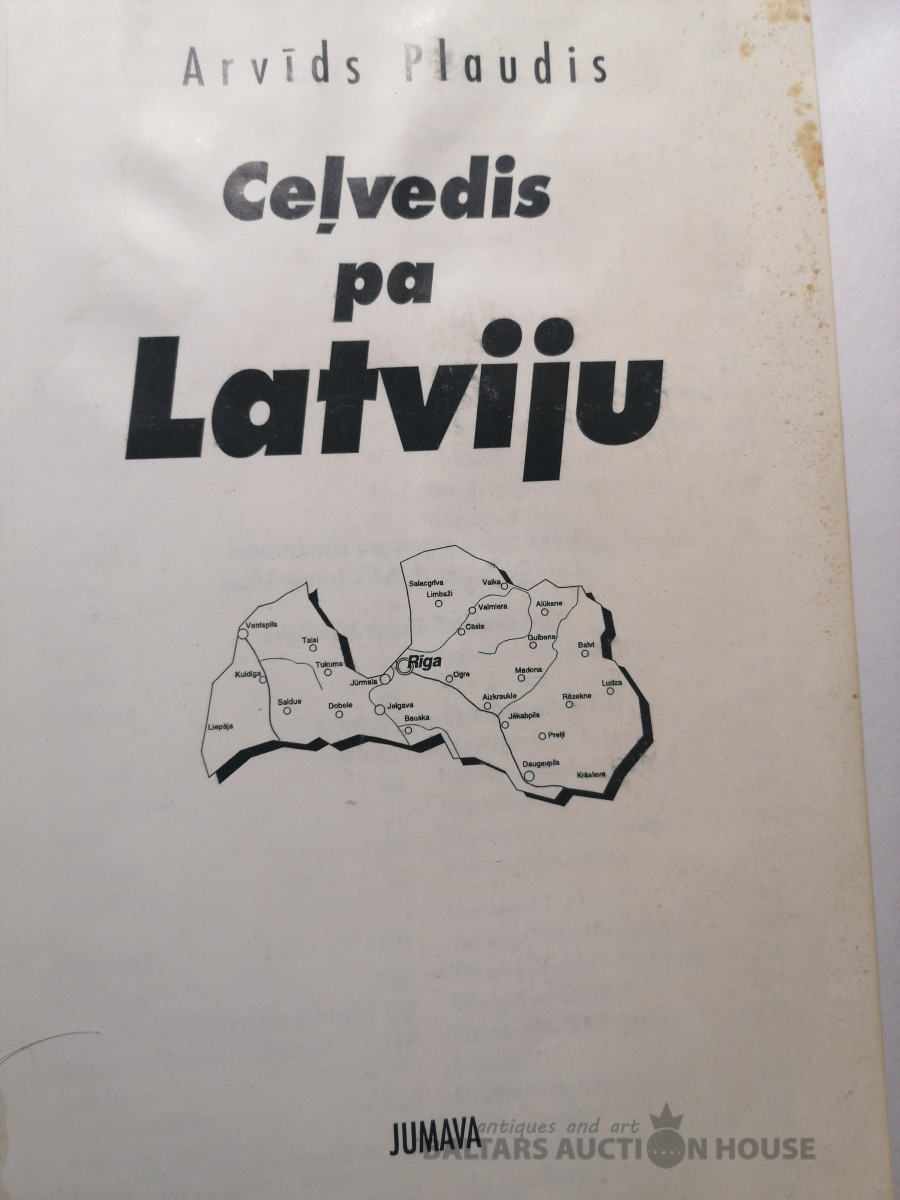 Arvīds Plaudis
Ceļvedis
pa
Latviju
Salacgrīva
Valka
Limbaži
Valmiera
Alūksne
Ventspils
Cēsis
Talsi
Gulbene
Balvi
Rīga
Tukums
Kuldīga
Jūrmala
Ogre
Madona
Ludza
Saldus
Dobele
Jelgava
Aizkraukle
Rēzekne
Liepāja
Bauska
Jēkabpils
Preiļi
Daugavpils
Krāslava
JUMAVA
antiques and art
BALTARS AUCTION HOUSE